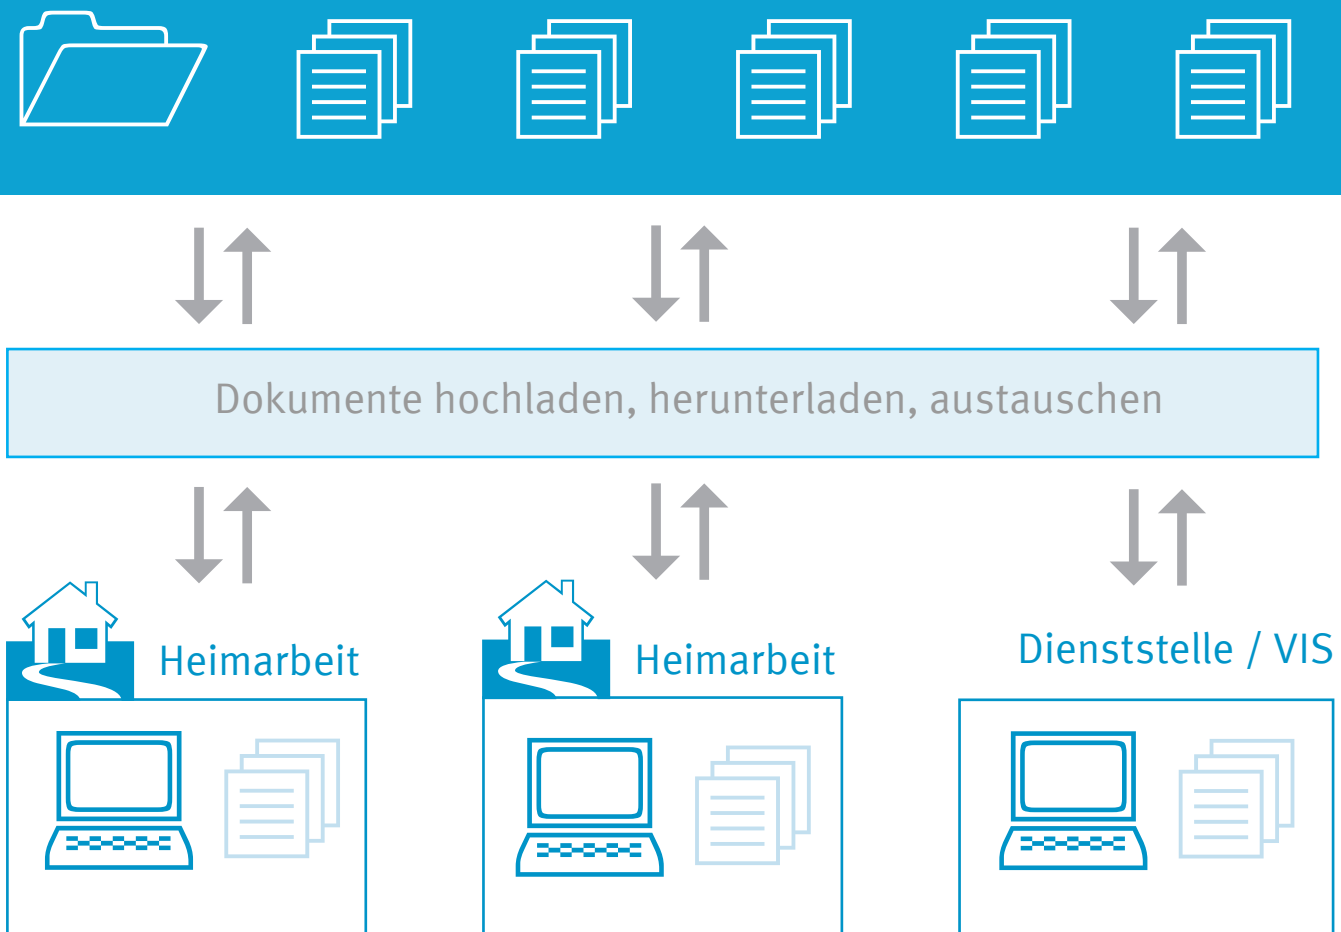 Dokumente hochladen, herunterladen, austauschen
Heimarbeit
Heimarbeit
Dienststelle / VIS